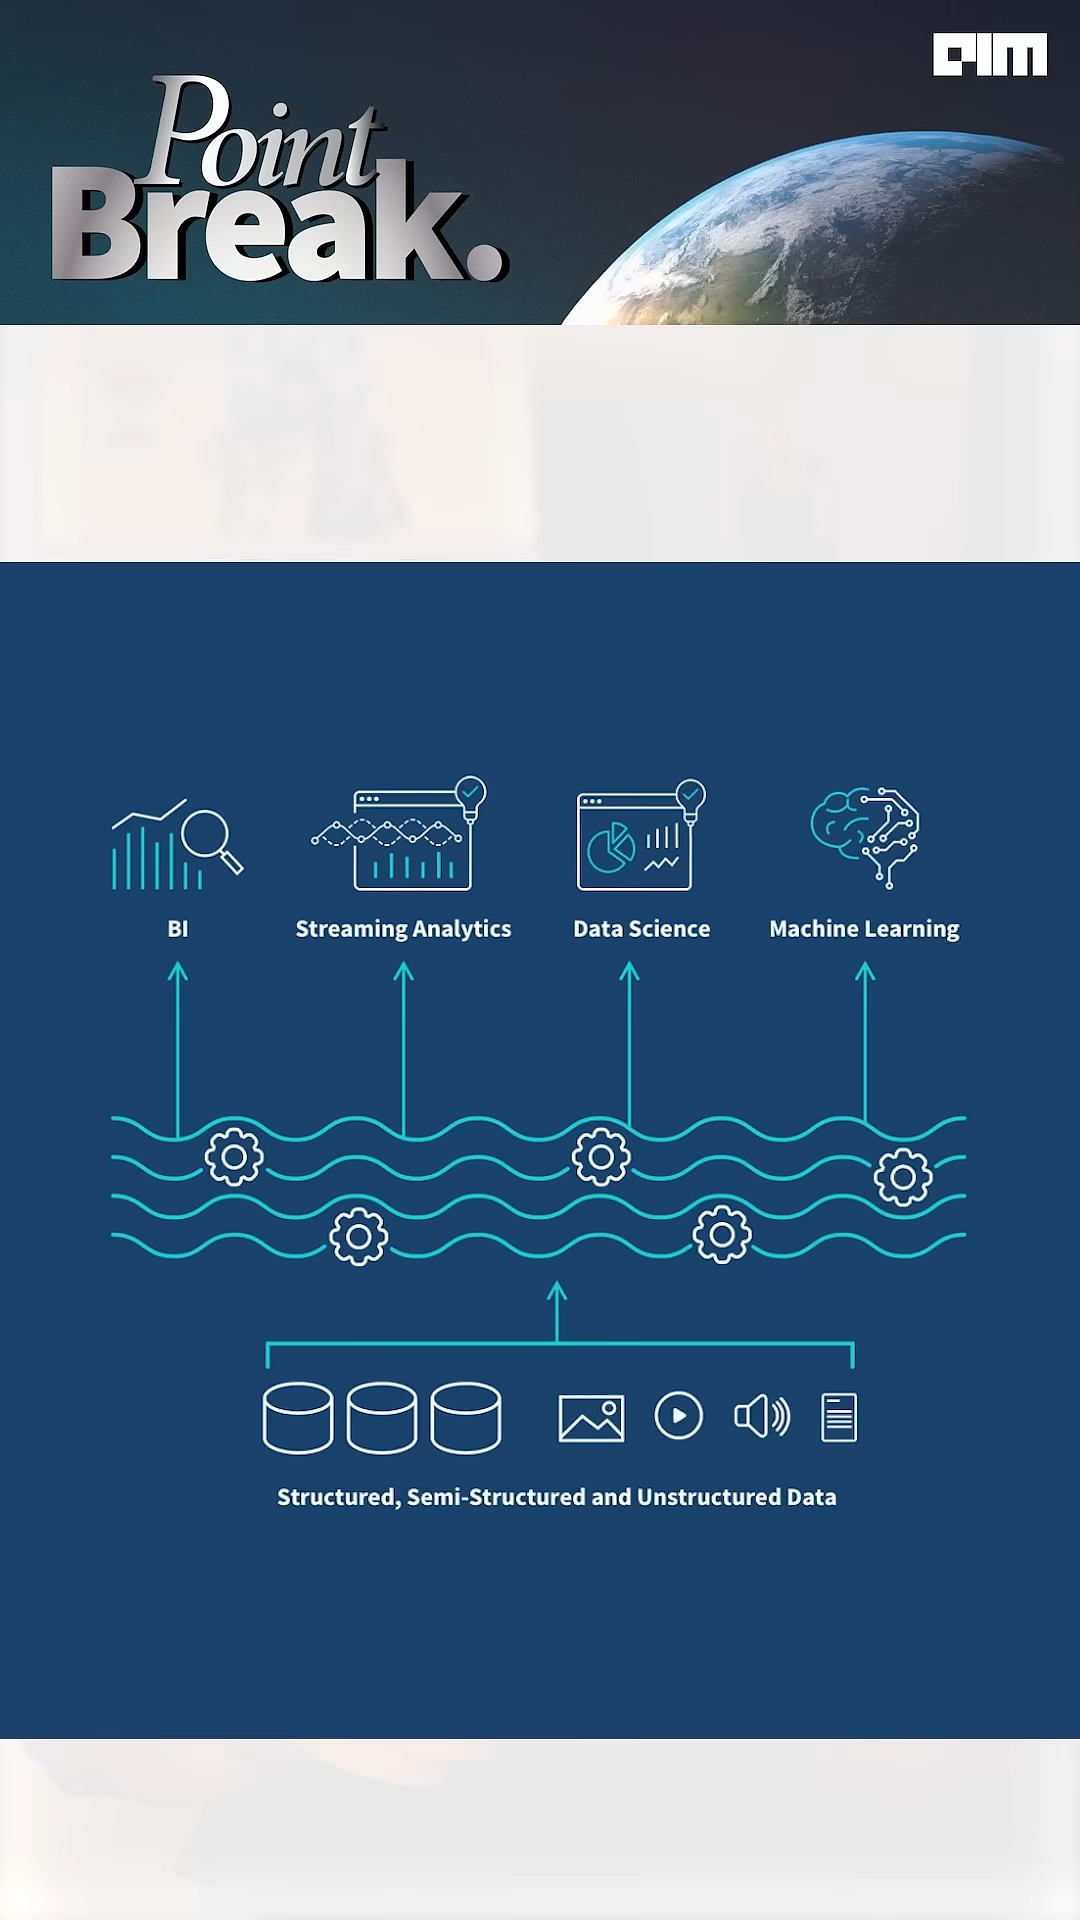 AIM
Point
Break.
BI
Streaming Analytics
Data Science
Machine Learning
Structured, Semi-Structured and Unstructured Data